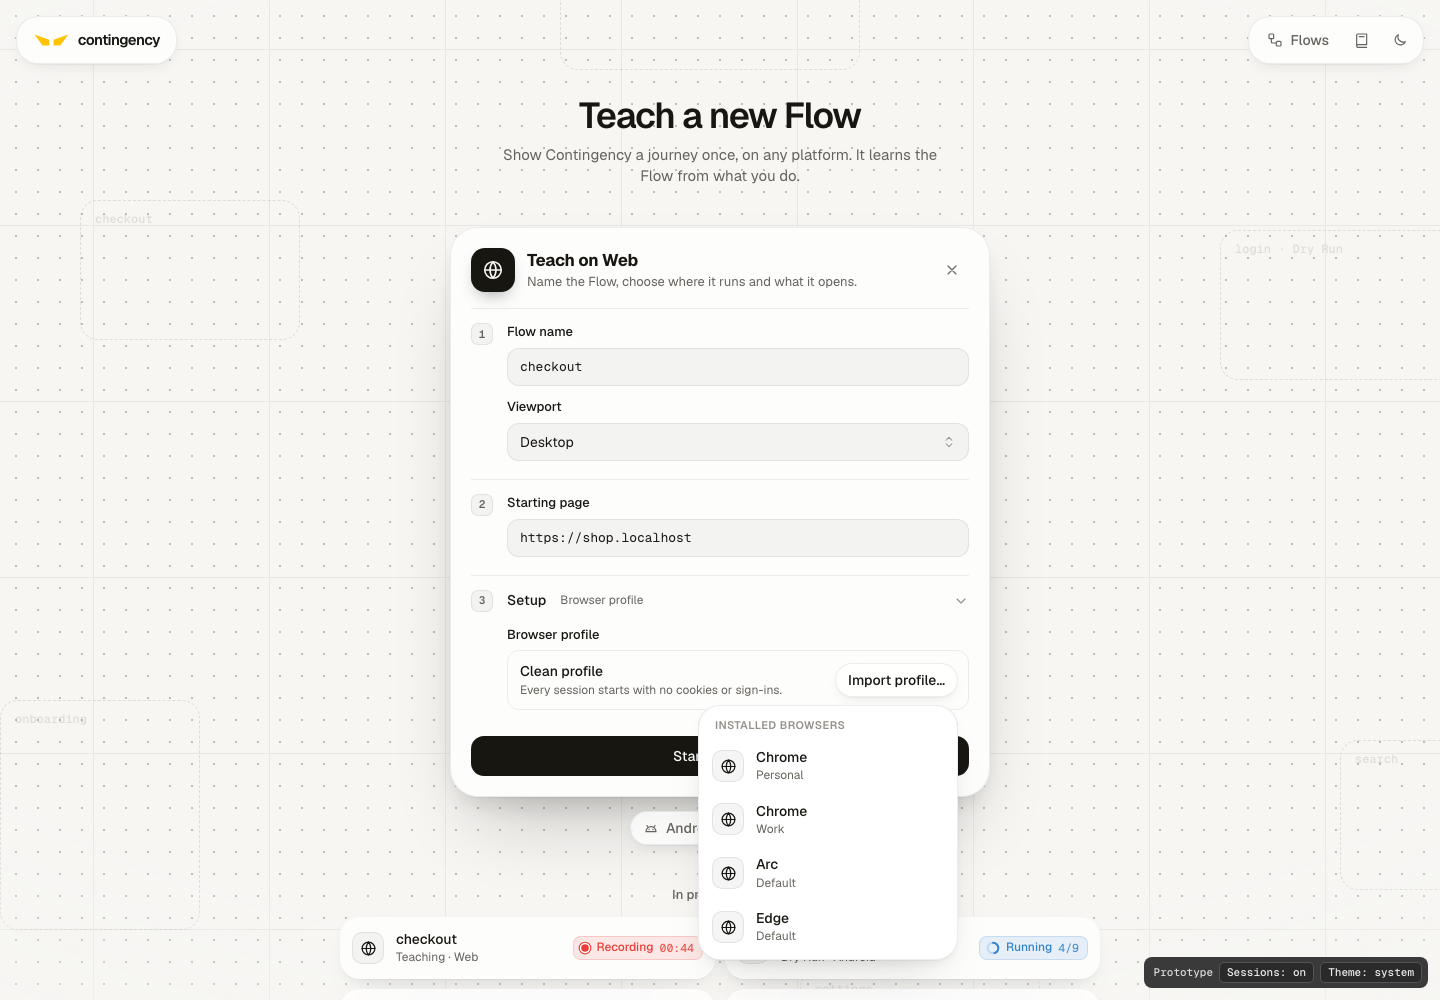 contingency
Flows
Teach a new Flow
Show Contingency a journey once, on any platform. It learns the
Flow from what you do.
checkout
login · Dry Run
Teach on Web
Name the Flow, choose where it runs and what it opens.
1
Flow name
checkout
Viewport
Desktop
2
Starting page
https://shop.localhost
3
Setup
Browser profile
Browser profile
Clean profile
Every session starts with no cookies or sign-ins.
Import profile...
onboarding
search
INSTALLED BROWSERS
Chrome
Personal
Chrome
Work
Arc
Default
Edge
Default
checkout
Teaching · Web
Recording 00:44
Running 4/9
Prototype
Sessions: on
Theme: system